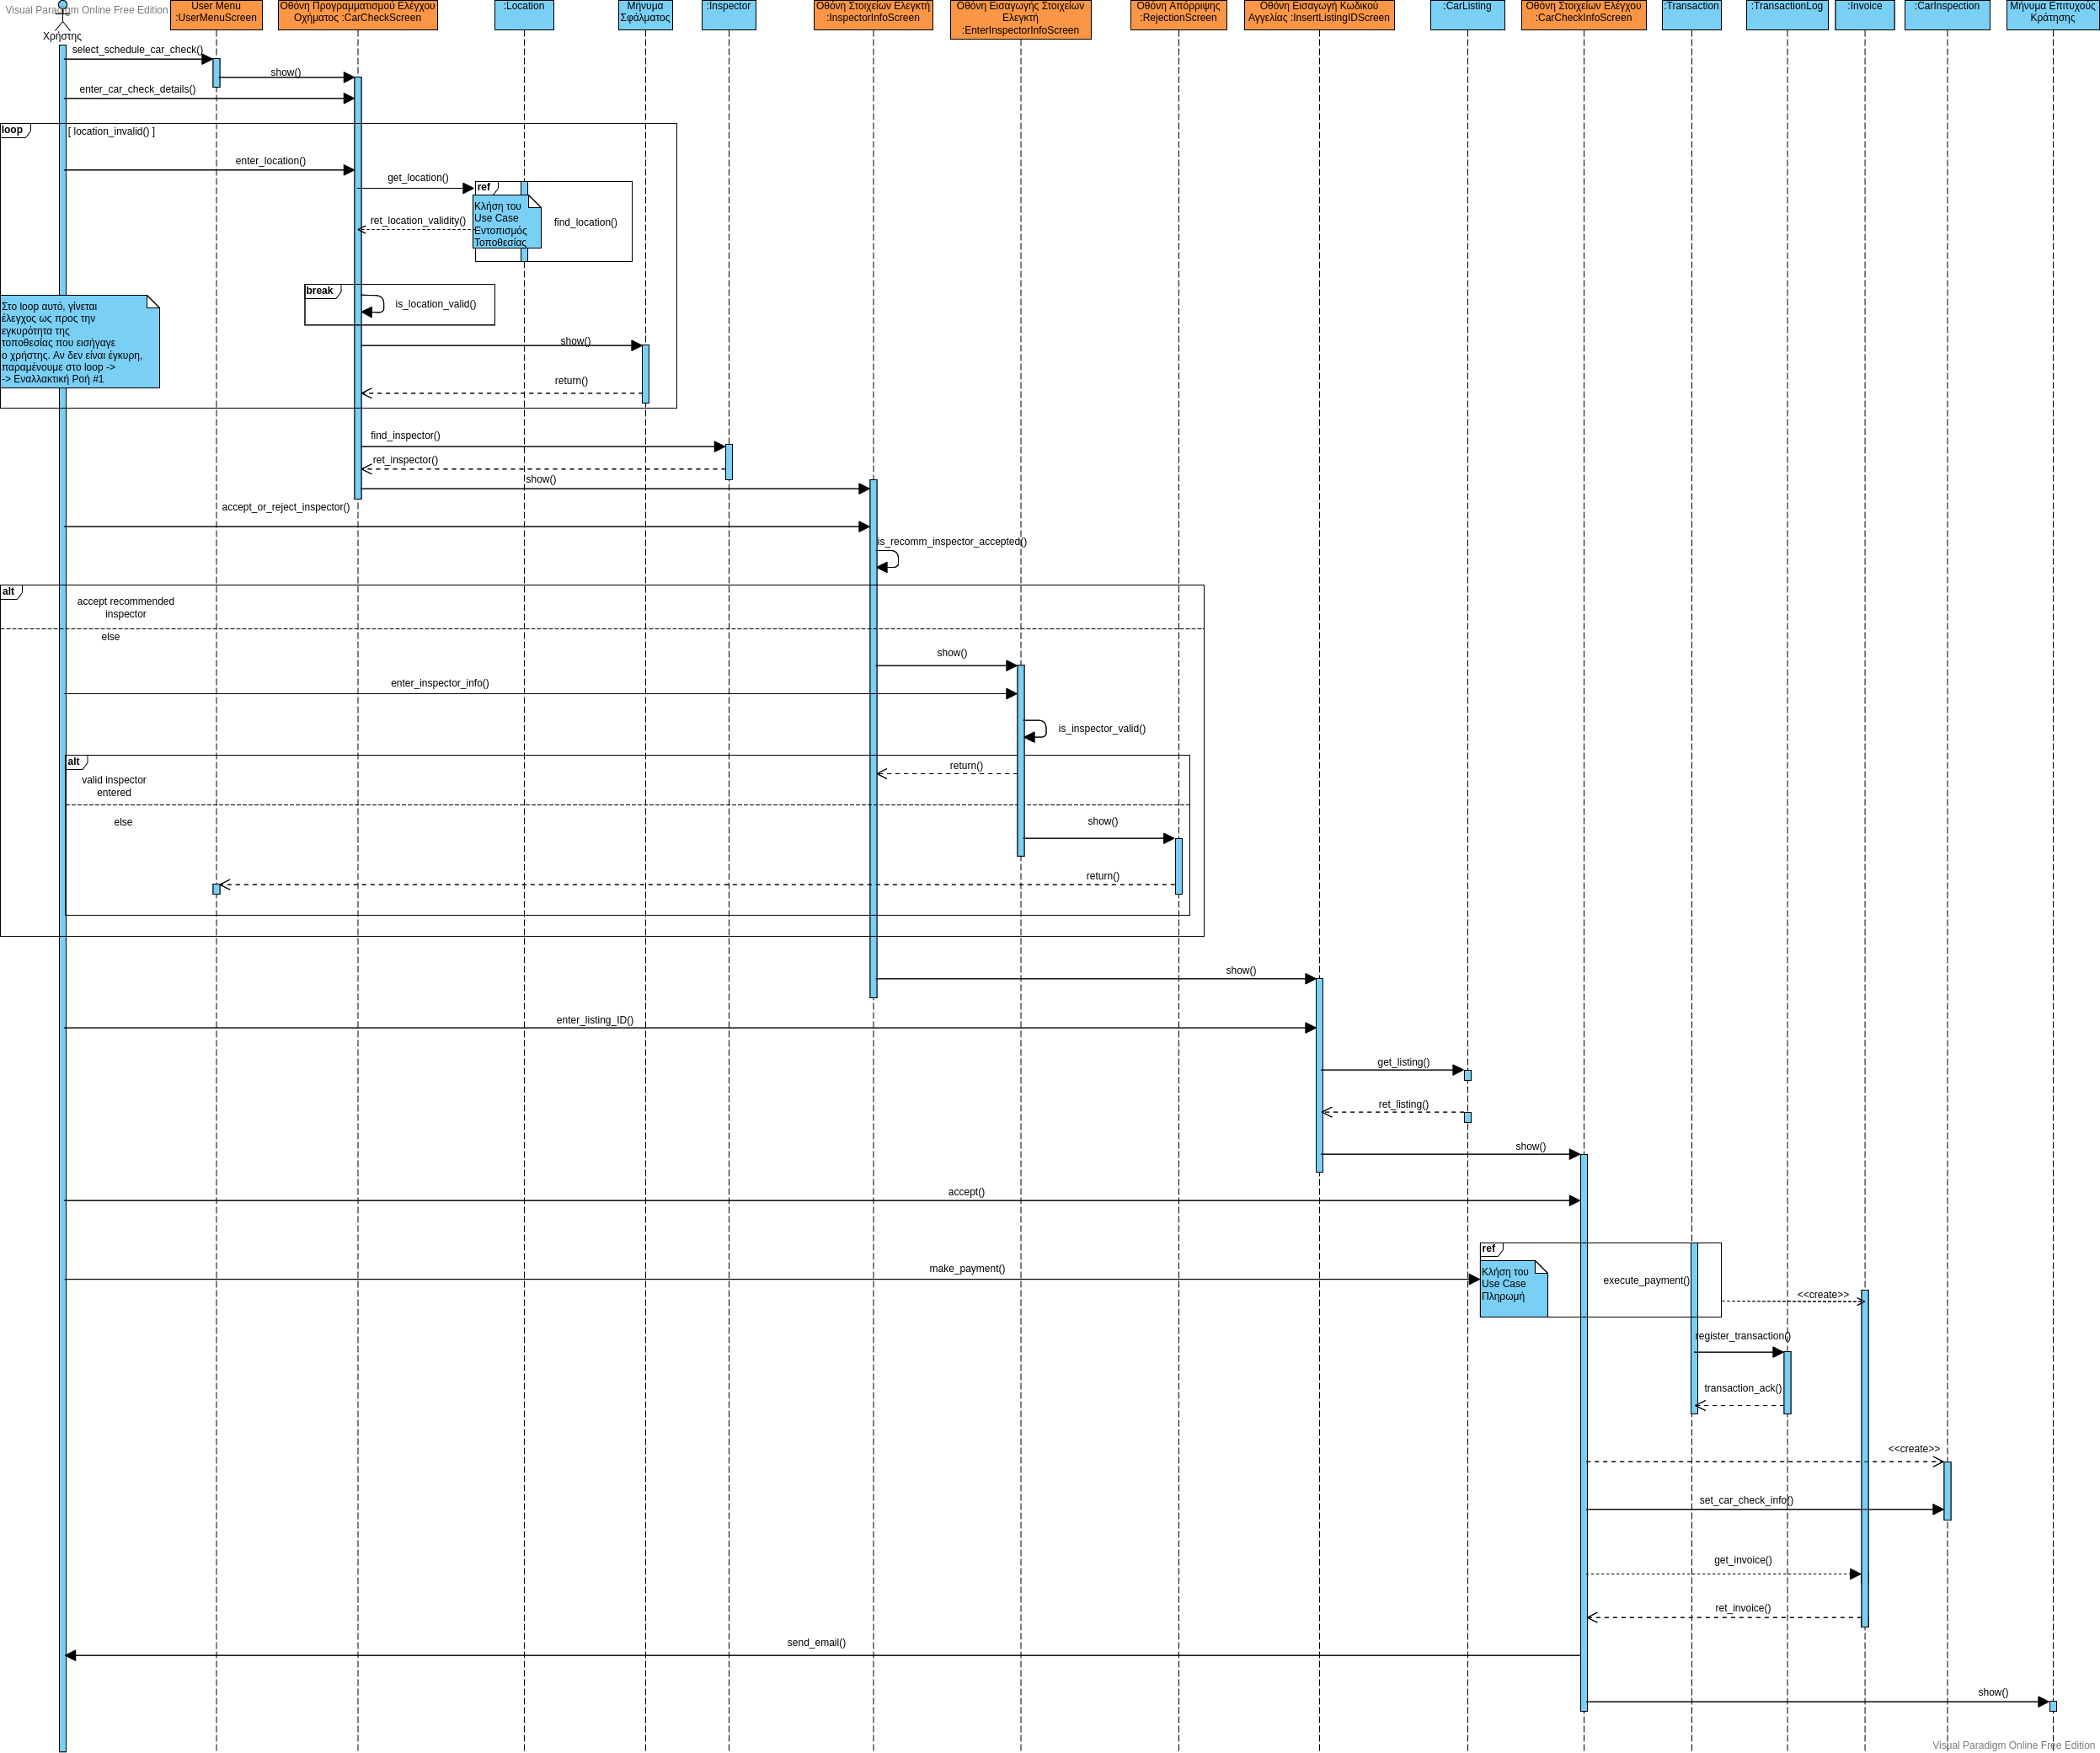 Visual Paradigm Online Free Edition
Χρήστης
User Menu
:UserMenuScreen
Οθόνη Προγραμματισμού Ελέγχου
Οχήματος :CarCheckScreen
:Location
Μήνυμα
Σφάλματος
:Inspector
Οθόνη Στοιχείων Ελεγκτή
:InspectorInfoScreen
Οθόνη Εισαγωγής Στοιχείων
Ελεγκτή
:EnterInspectorInfoScreen
Οθόνη Απόρριψης
:RejectionScreen
Οθόνη Εισαγωγή Κωδικού
Αγγελίας :InsertListingIDScreen
:CarListing
Οθόνη Στοιχείων Ελέγχου
:CarCheckInfoScreen
:Transaction
:TransactionLog
:Invoice
:CarInspection
Μήνυμα Επιτυχούς
Κράτησης
select_schedule_car_check()
show()
enter_car_check_details()
loop
[ location_invalid() ]
enter_location()
get_location()
ref
Κλήση του
Use Case
Εντοπισμός
Τοποθεσίας
find_location()
ret_location_validity()
break
is_location_valid()
Στο loop αυτό, γίνεται
έλεγχος ως προς την
εγκυρότητα της
τοποθεσίας που εισήγαγε
ο χρήστης. Αν δεν είναι έγκυρη,
παραμένουμε στο loop ->
-> Εναλλακτική Ροή #1
show()
return()
find_inspector()
ret_inspector()
show()
accept_or_reject_inspector()
is_recomm_inspector_accepted()
alt
accept recommended
inspector
else
show()
enter_inspector_info()
is_inspector_valid()
alt
valid inspector
entered
return()
else
show()
return()
show()
enter_listing_ID()
get_listing()
ret_listing()
show()
accept()
ref
Κλήση του
Use Case
Πληρωμή
make_payment()
execute_payment()
<<create>>
register_transaction()
transaction_ack()
<<create>>
set_car_check_info()
get_invoice()
ret_invoice()
send_email()
show()
Visual Paradigm Online Free Edition